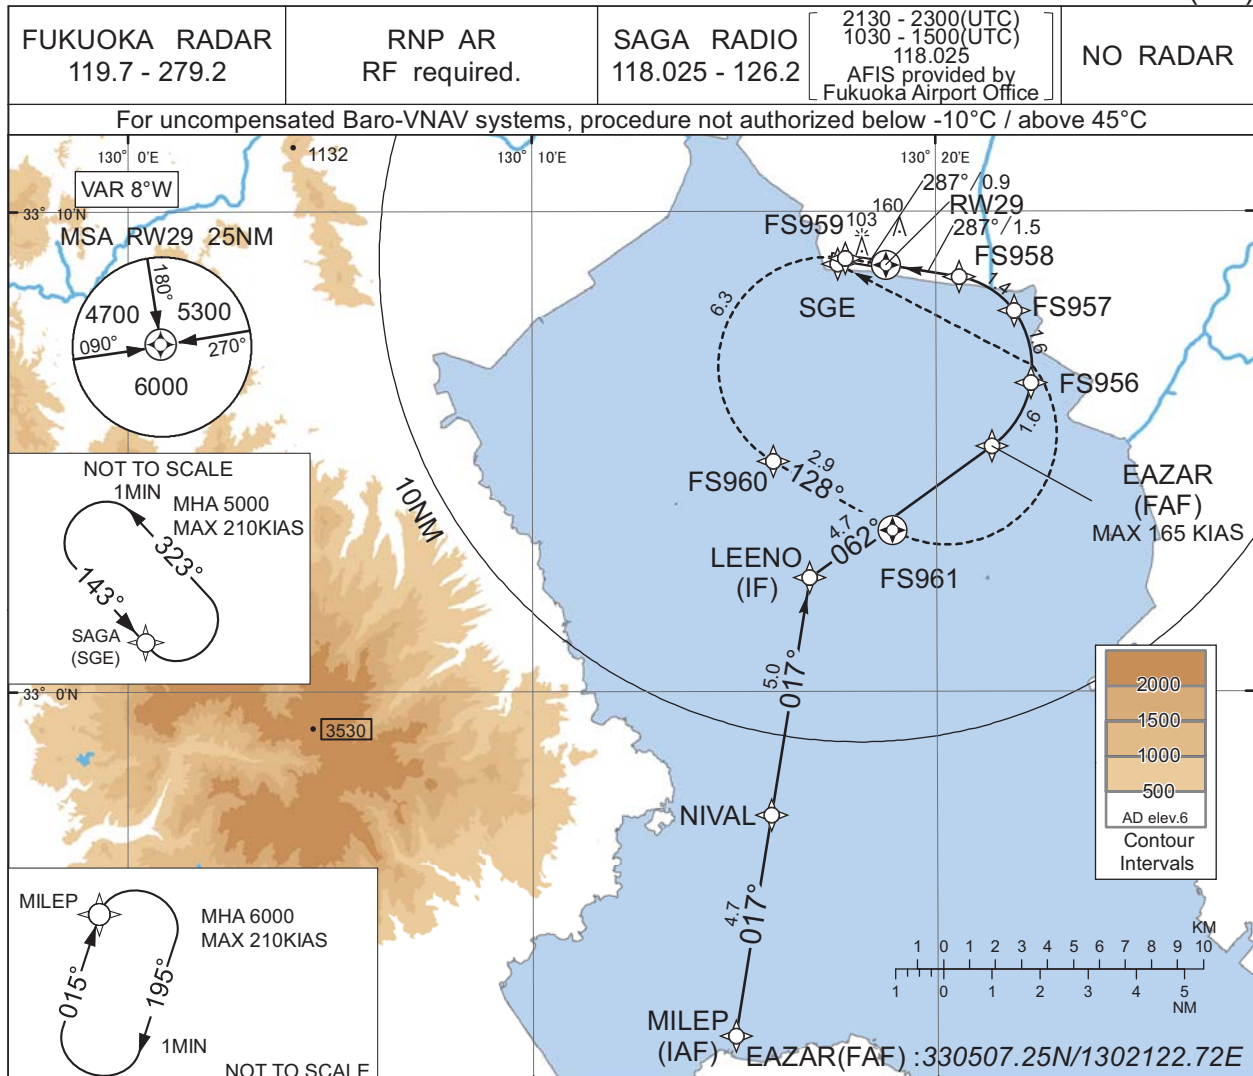 FUKUOKA RADAR
119.7 - 279.2
RNP AR
RF required.
SAGA RADIO
118.025 - 126.2
2130 - 2300(UTC)
1030 - 1500(UTC)
118.025
AFIS provided by
Fukuoka Airport Office
NO RADAR
For uncompensated Baro-VNAV systems, procedure not authorized below -10°C / above 45°C
130° 0'E
130° 10'E
130° 20'E
1132
VAR 8°W
33° 10'N
MSA RW29 25NM
180°
4700
5300
090°
270°
6000
287°/0.9
160
RW29
FS959
103
287°/1.5
FS958
SGE
1.4
FS957
6.3
1.6
FS956
1.6
NOT TO SCALE
1MIN
MHA 5000
MAX 210KIAS
323°
143°
SAGA
(SGE)
10NM
FS960
2.9
128°
EAZAR
(FAF)
MAX 165 KIAS
4.7
062°
LEENO
(IF)
FS961
5.0
017°
33° 0'N
3530
2000
1500
1000
500
AD elev.6
Contour
Intervals
NIVAL
4.7
017°
MILEP
MHA 6000
MAX 210KIAS
015°
195°
1MIN
NOT TO SCALE
KM
1 0 1 2 3 4 5 6 7 8 9 10
1 0 1 2 3 4 5
NM
MILEP
(IAF)
EAZAR(FAF) :330507.25N/1302122.72E